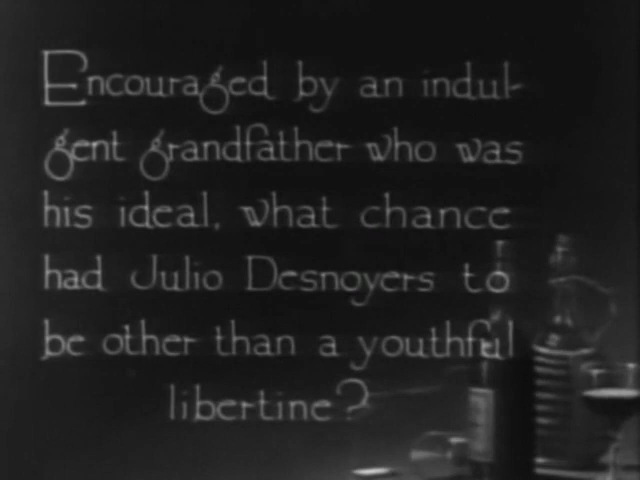 Encouraged by an indul-
gent grandfather who was
his ideal, what chance
had Julio Desnoyers to
be other than a youthful
libertine?